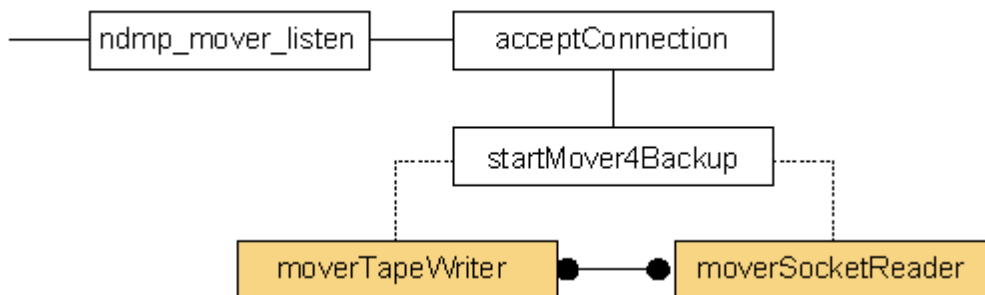 ndmp_mover_listen
acceptConnection
startMover4Backup
moverTapeWriter
moverSocketReader